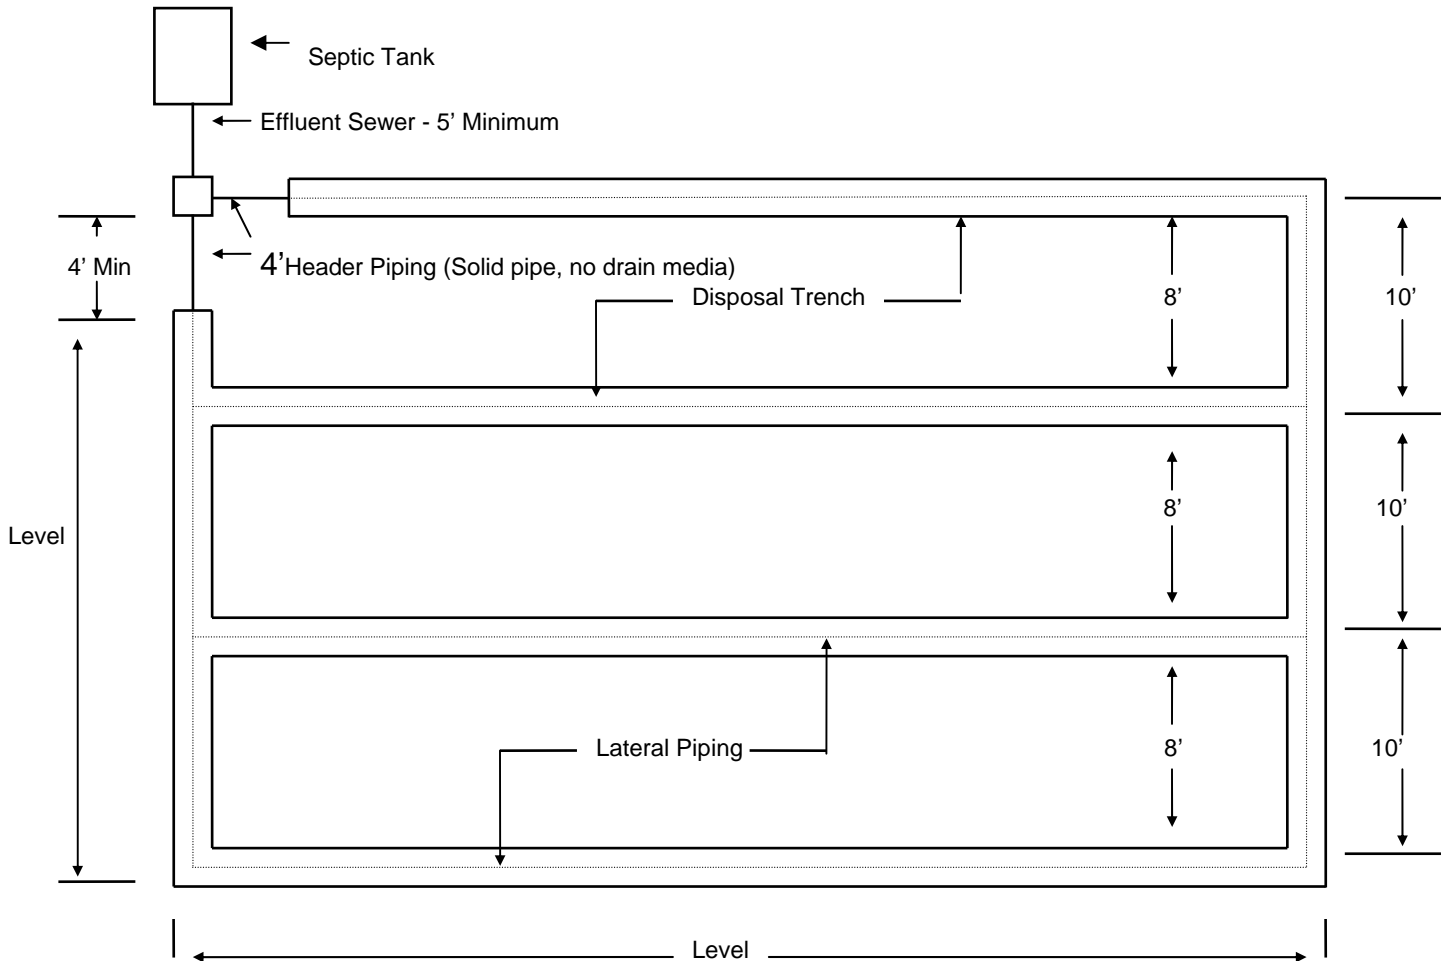 Septic Tank
Effluent Sewer - 5’ Minimum
4’ Min
4’Header Piping (Solid pipe, no drain media)
Disposal Trench
8’
10’
8’
10’
Level
Lateral Piping
8’
10’
Level